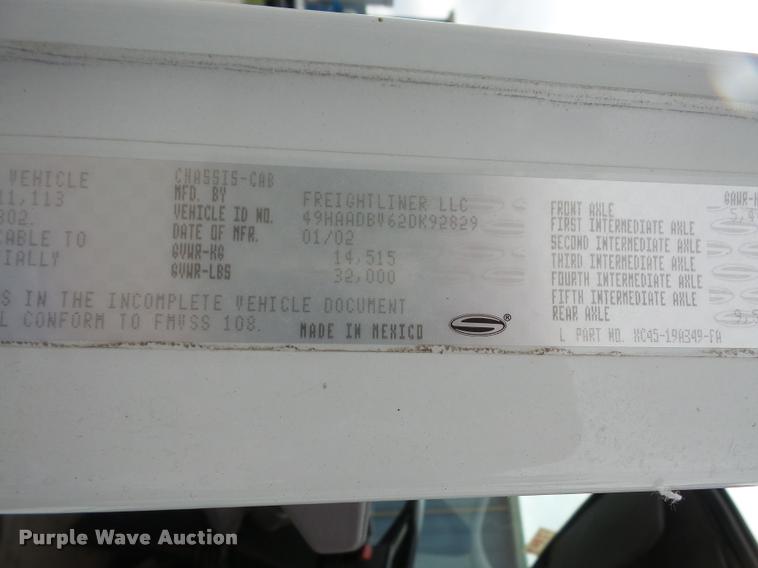 VEHICLE
11,113
302.
CABLE TO
IALLY
S IN THE INCOMPLETE VEHICLE DOCUMENT
L CONFORM TO FMVSS 108.
CHASSIS-CAB
MFD. BY FREIGHTLINER LLC
VEHICLE ID NO. 49HAADBV62DK92829
DATE OF MFR. 01/02
GVWR-KG 14,515
GVWR-LBS 32,000
MADE IN MEXICO
GAWR-KG
FRONT AXLE
FIRST INTERMEDIATE AXLE
SECOND INTERMEDIATE AXLE
THIRD INTERMEDIATE AXLE
FOURTH INTERMEDIATE AXLE
FIFTH INTERMEDIATE AXLE
REAR AXLE
L PART NO. XC45-19A349-FA
Purple Wave Auction